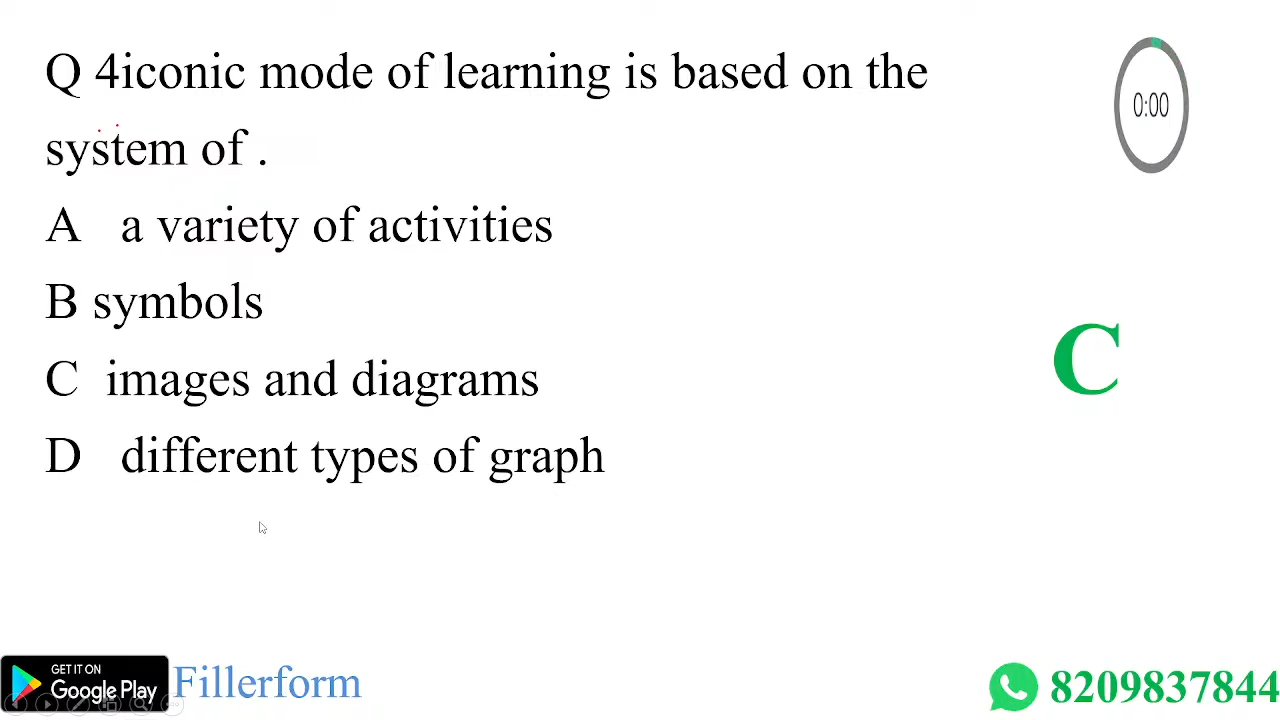 Q 4iconic mode of learning is based on the
0:00
system of .
A a variety of activities
B symbols
C images and diagrams
C
D different types of graph
GET IT ON
Google Play
Fillerform
8209837844